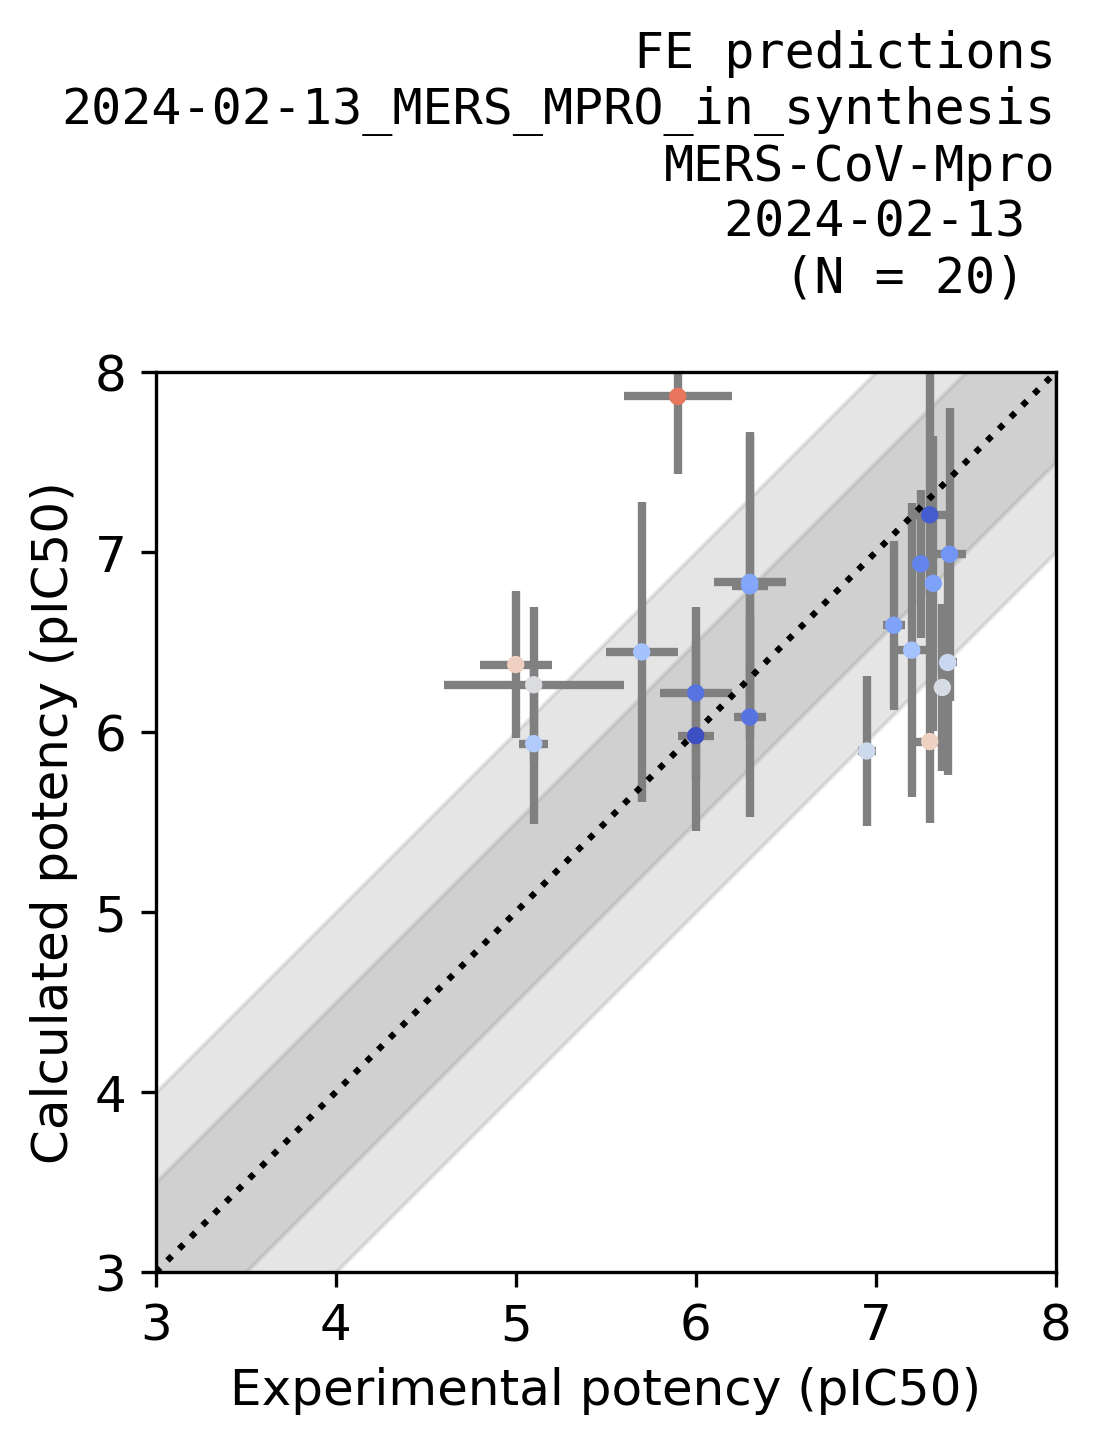 FE predictions
2024-02-13_MERS_MPRO_in_synthesis
MERS-CoV-Mpro
2024-02-13
(N = 20)
8
7
6
5
4
3
Calculated potency (pIC50)
3 4 5 6 7 8
Experimental potency (pIC50)